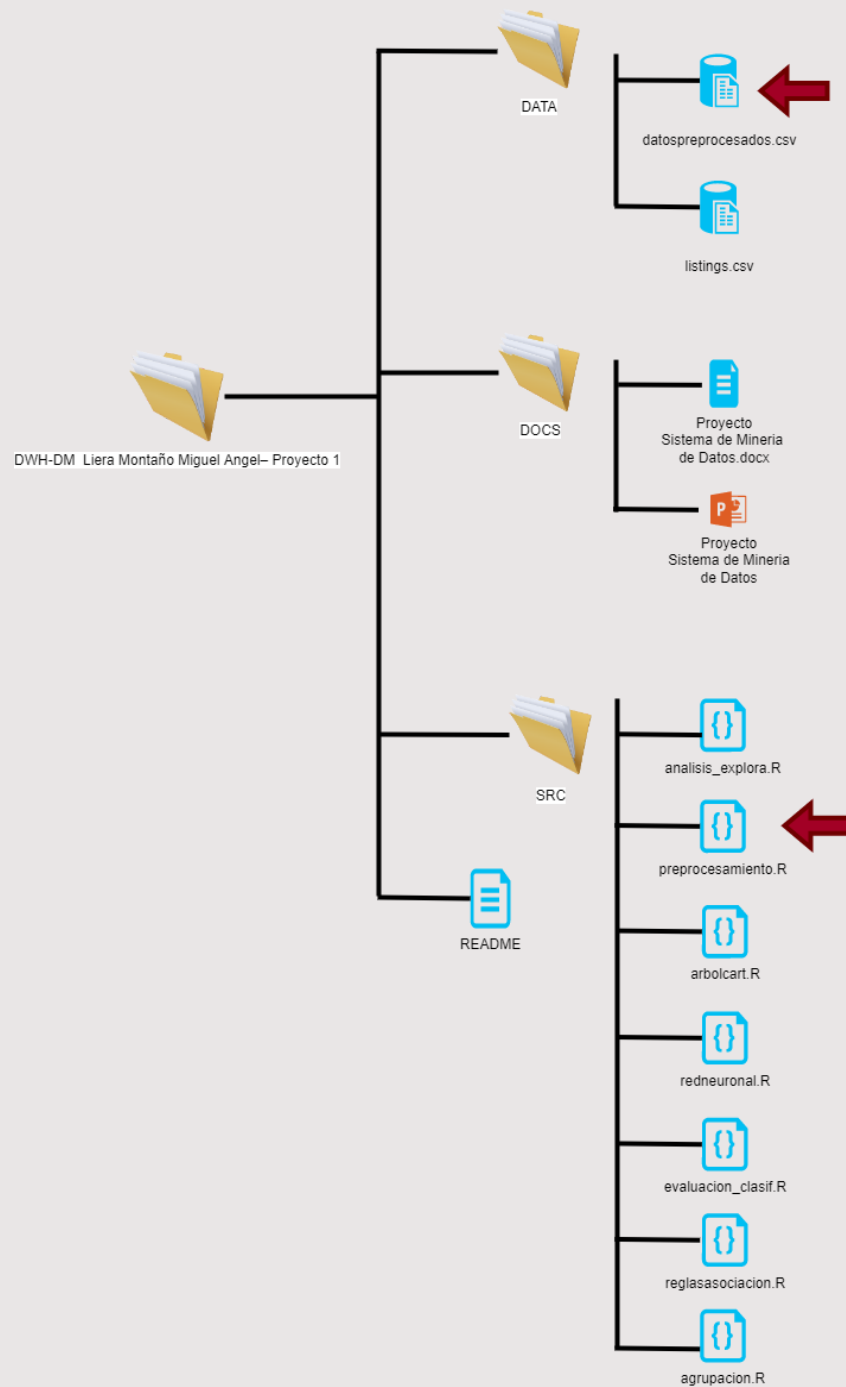 DATA
datospreprocesados.csv
listings.csv
DWH-DM Liera Montaño Miguel Angel– Proyecto 1
DOCS
Proyecto
Sistema de Mineria
de Datos.docx
P
Proyecto
Sistema de Mineria
de Datos
SRC
{}
analisis_explora.R
{}
preprocesamiento.R
README
{}
arbolcart.R
{}
redneuronal.R
{}
evaluacion_clasif.R
{}
reglasasociacion.R
{}
agrupacion.R